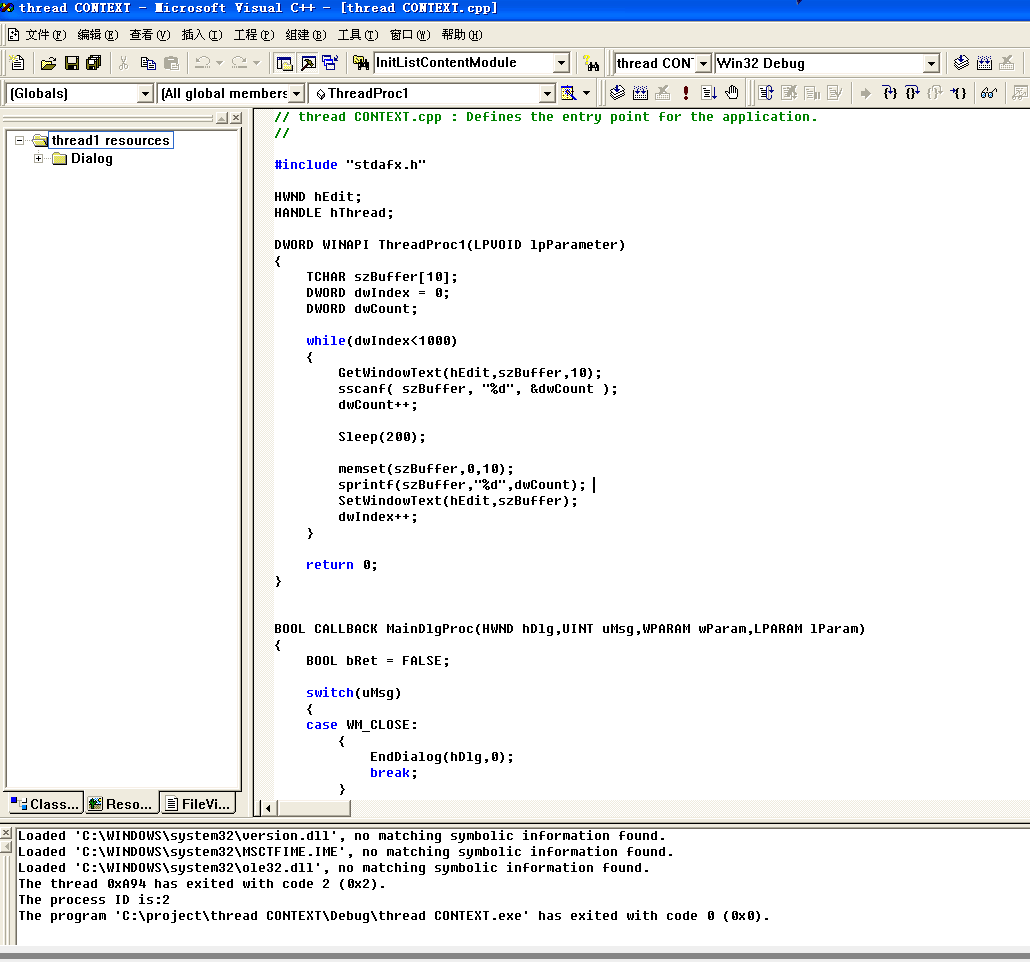 thread CONTEXT - Microsoft Visual C++ - [thread CONTEXT.cpp]
文件(F) 编辑(E) 查看(V) 插入(I) 工程(P) 组建(B) 工具(T) 窗口(W) 帮助(H)
InitListContentModule thread CON Win32 Debug
(Globals) (All global members ThreadProc1
thread1 resources
Dialog
// thread CONTEXT.cpp : Defines the entry point for the application.
//
#include "stdafx.h"
HWND hEdit;
HANDLE hThread;
DWORD WINAPI ThreadProc1(LPVOID lpParameter)
{
TCHAR szBuffer[10];
DWORD dwIndex = 0;
DWORD dwCount;
while(dwIndex<1000)
{
GetWindowText(hEdit,szBuffer,10);
sscanf( szBuffer, "%d", &dwCount );
dwCount++;
Sleep(200);
memset(szBuffer,0,10);
sprintf(szBuffer,"%d",dwCount);
SetWindowText(hEdit,szBuffer);
dwIndex++;
}
return 0;
}
BOOL CALLBACK MainDlgProc(HWND hDlg,UINT uMsg,WPARAM wParam,LPARAM lParam)
{
BOOL bRet = FALSE;
switch(uMsg)
{
case WM_CLOSE:
{
EndDialog(hDlg,0);
break;
}
Class... Reso... FileVi...
Loaded 'C:\WINDOWS\system32\version.dll', no matching symbolic information found.
Loaded 'C:\WINDOWS\system32\MSCTFIME.IME', no matching symbolic information found.
Loaded 'C:\WINDOWS\system32\ole32.dll', no matching symbolic information found.
The thread 0xA94 has exited with code 2 (0x2).
The process ID is:2
The program 'C:\project\thread CONTEXT\Debug\thread CONTEXT.exe' has exited with code 0 (0x0).